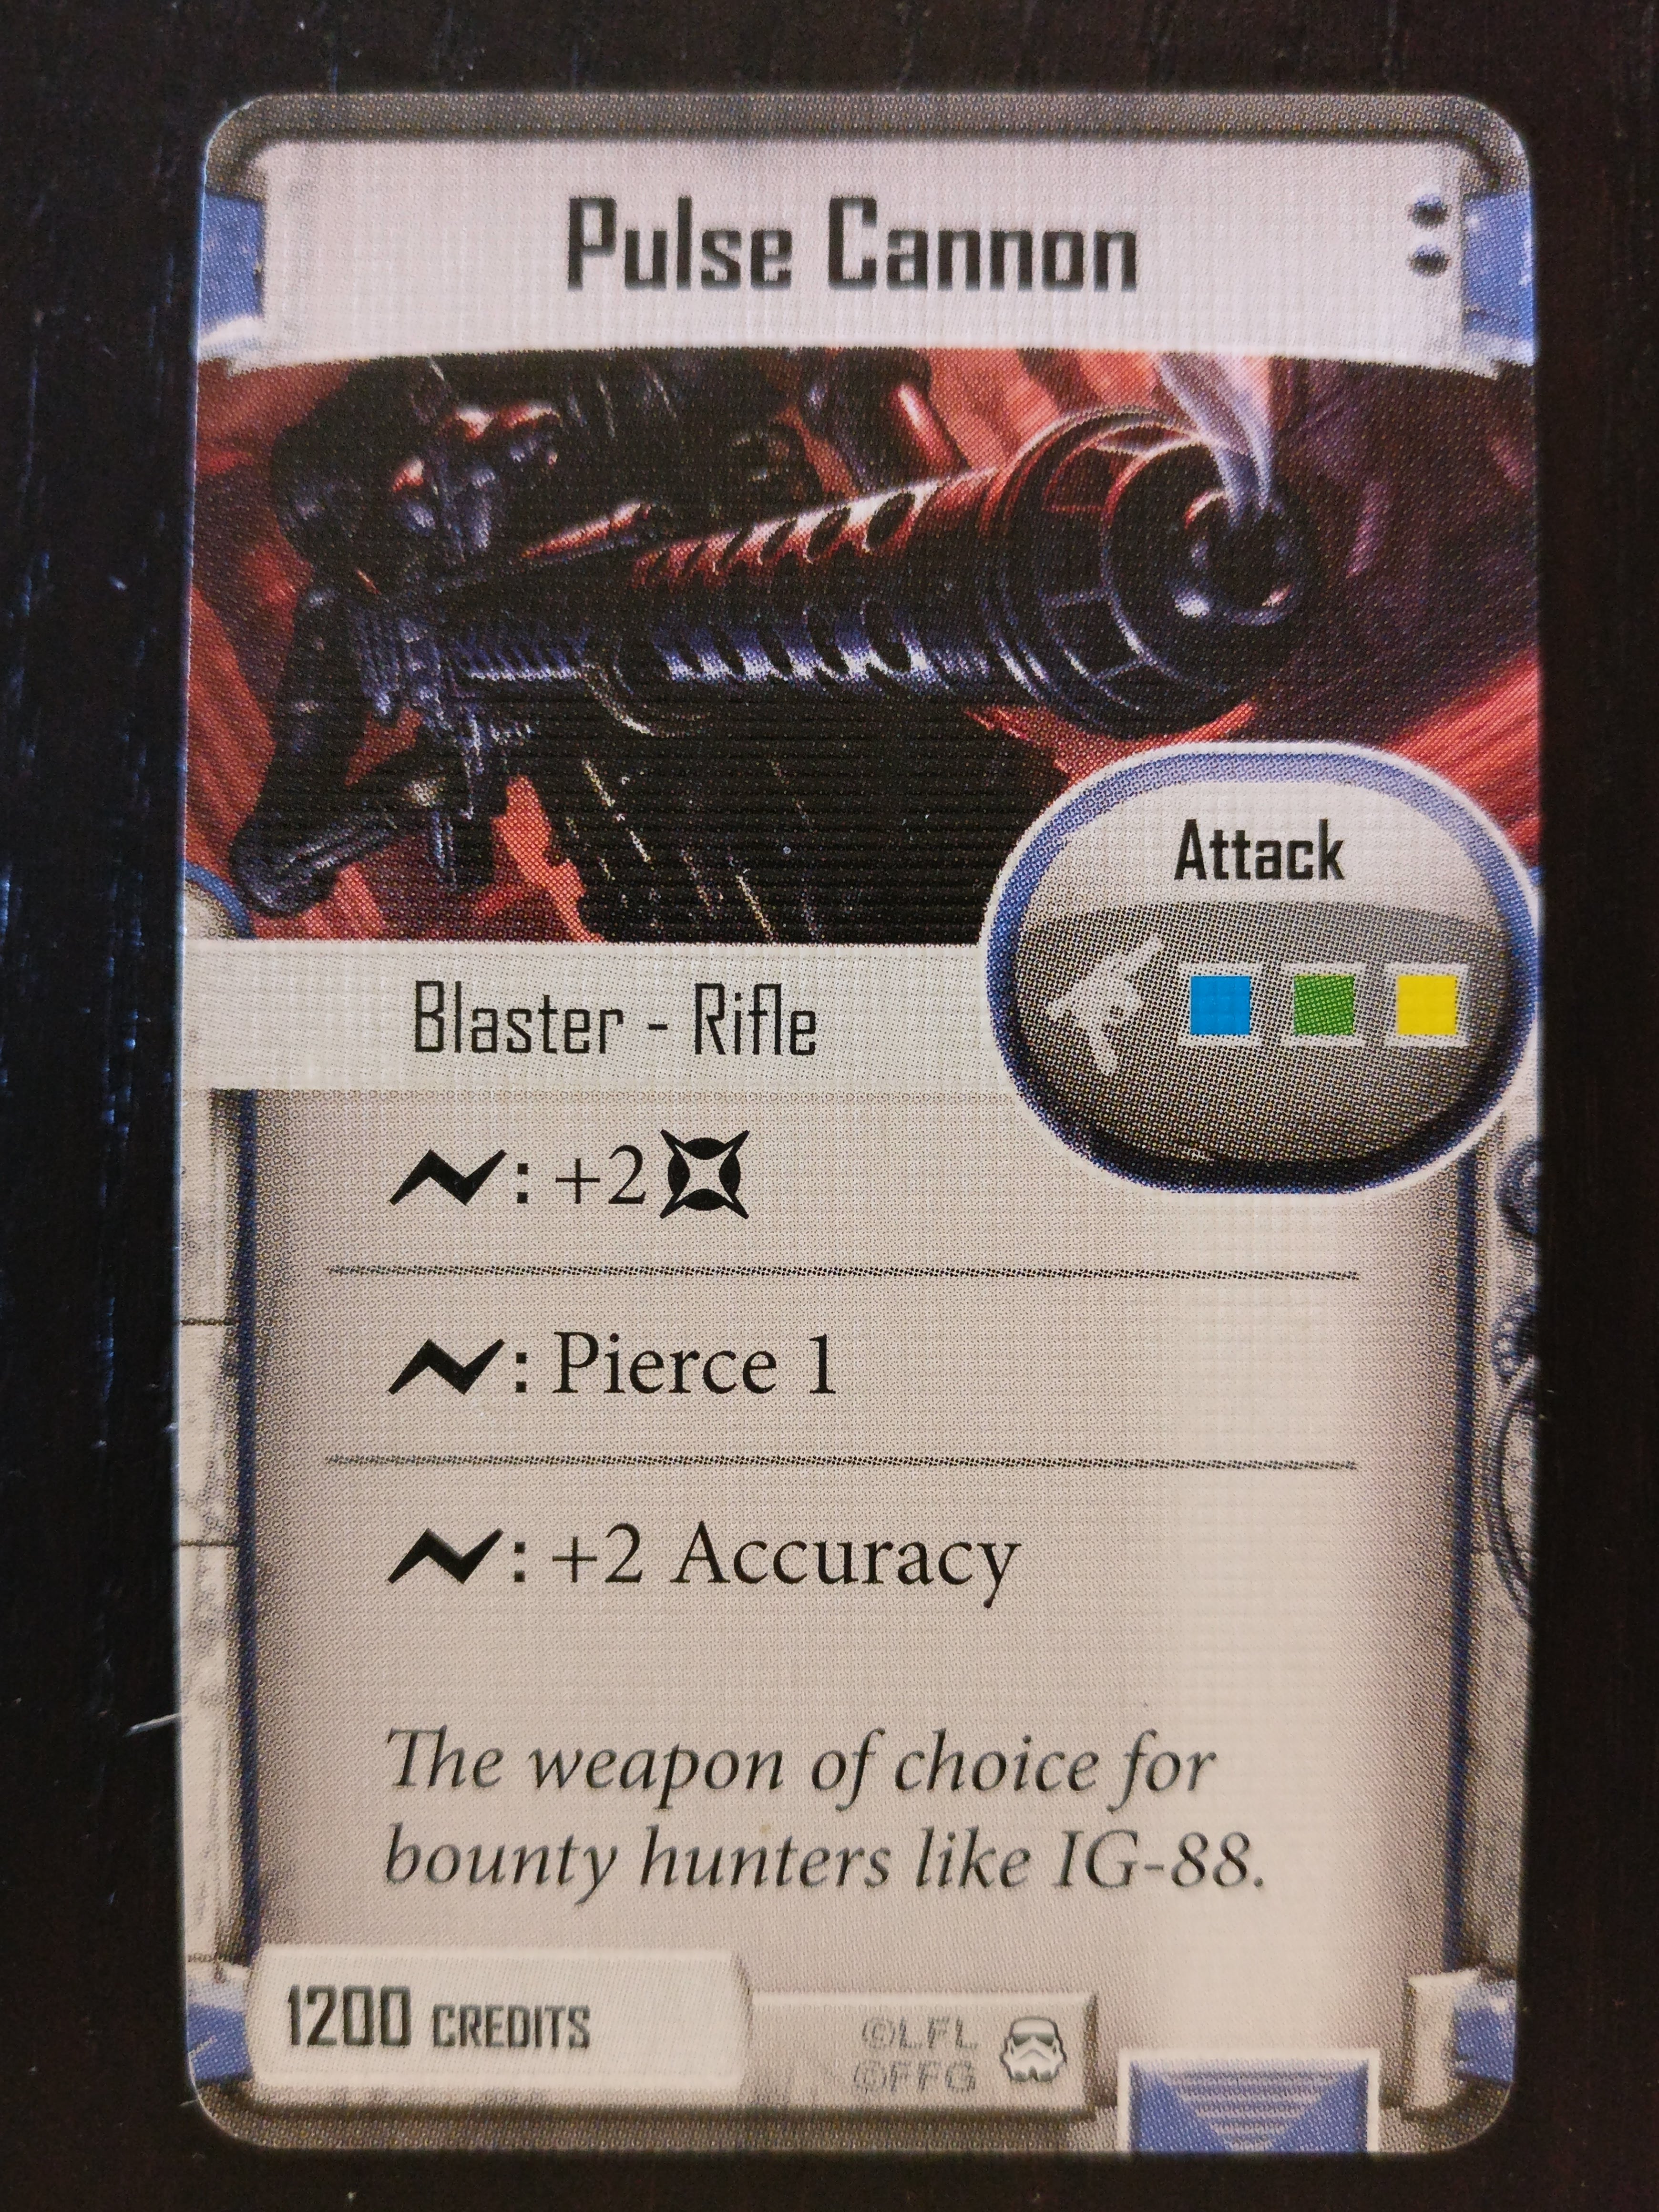 Pulse Cannon
Attack
Blaster - Rifle
: +2
: Pierce 1
: +2 Accuracy
The weapon of choice for
bounty hunters like IG-88.
1200 CREDITS
©LFL
©FFG